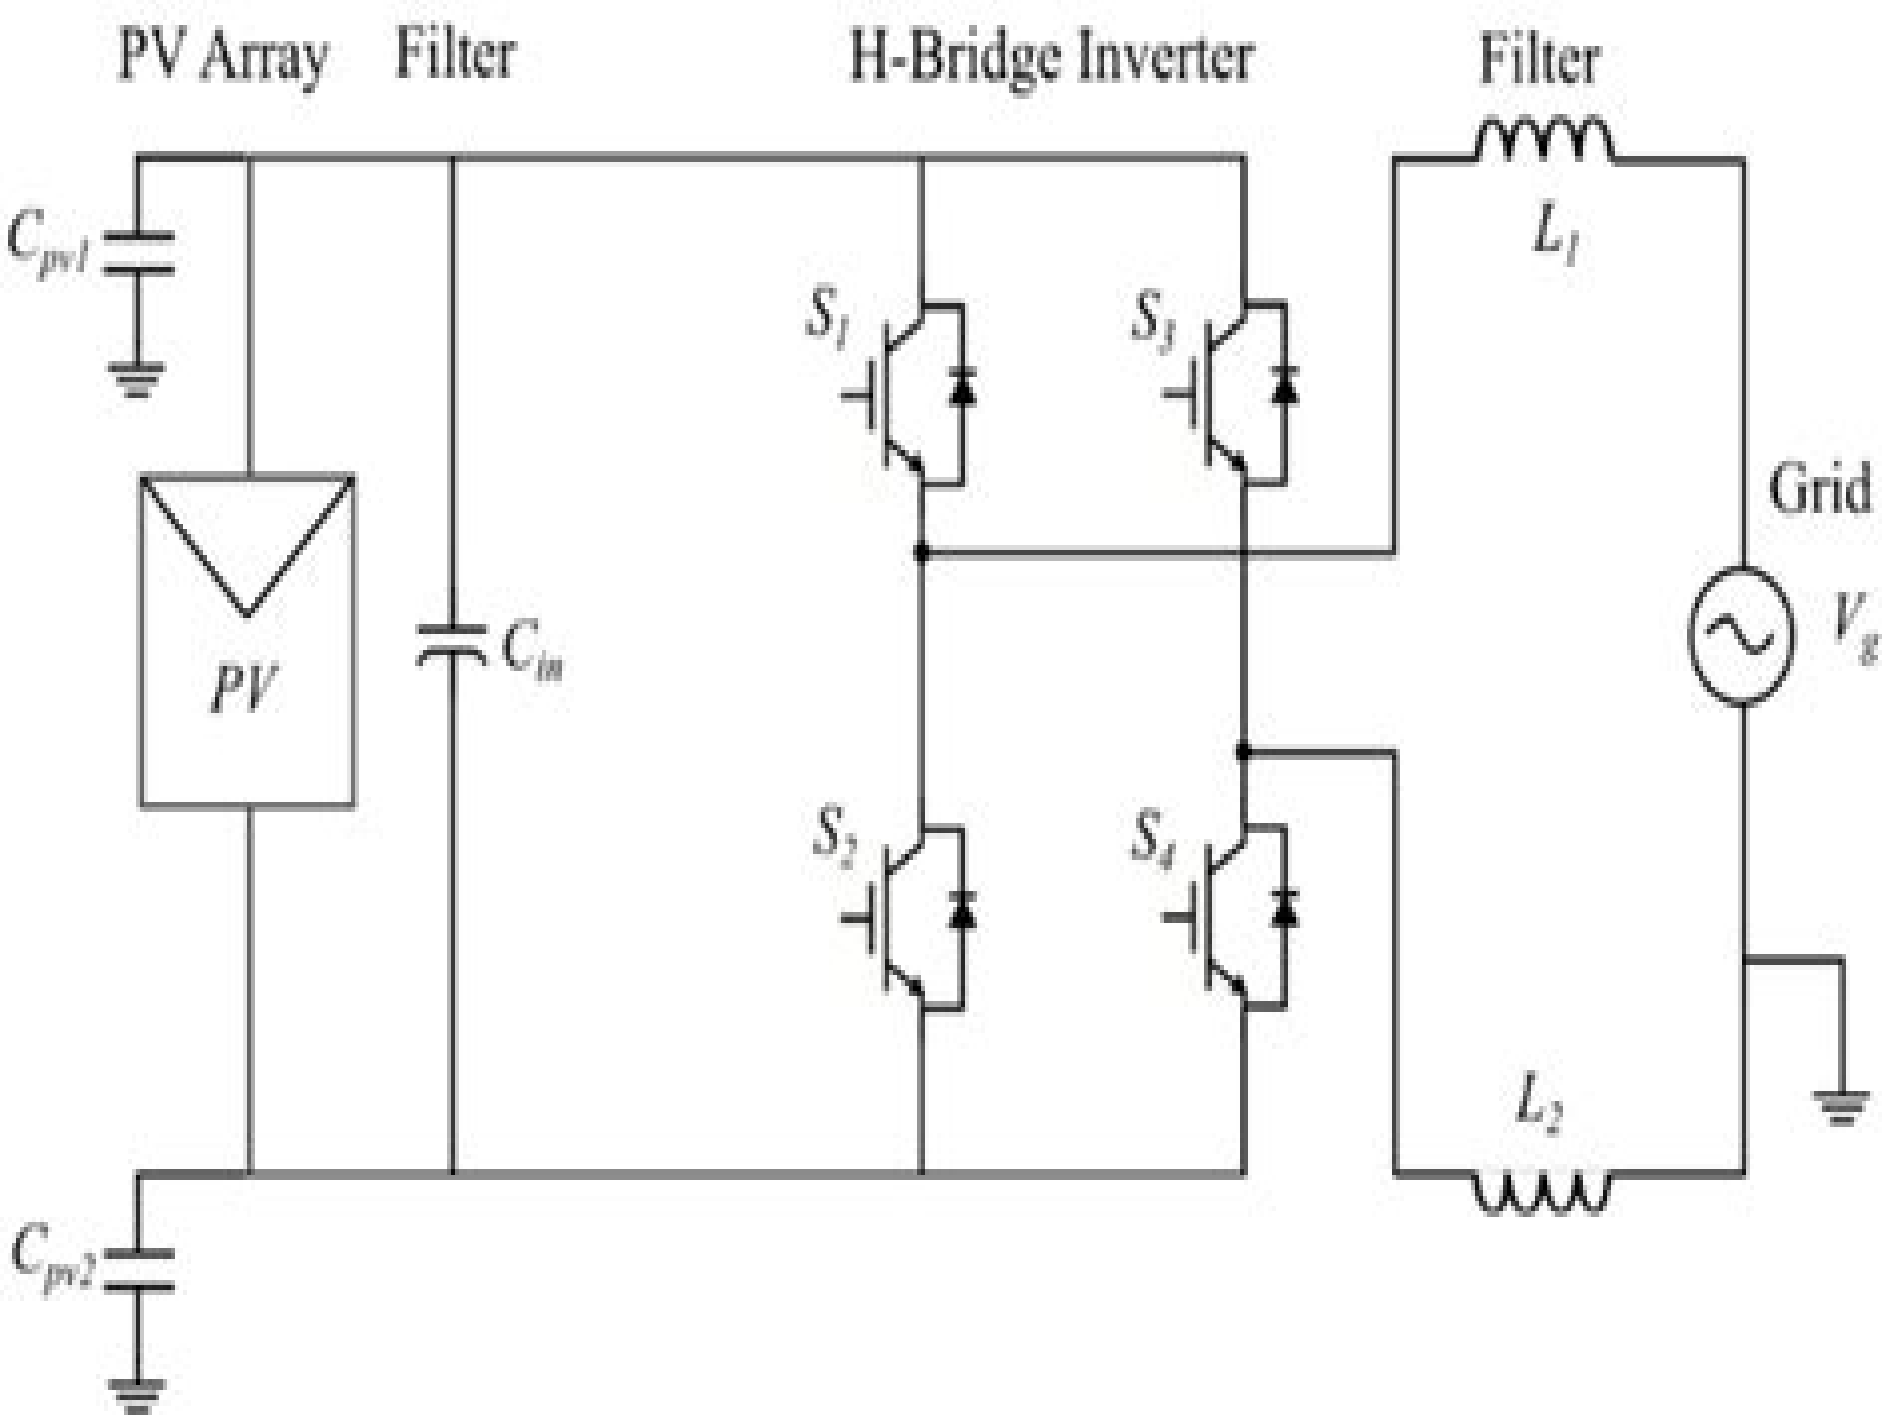 PV Array Filter H-Bridge Inverter Filter
Cpv1
L1
S1 S3
Grid
Vg
Cin
PV
S2 S4
L2
Cpv2